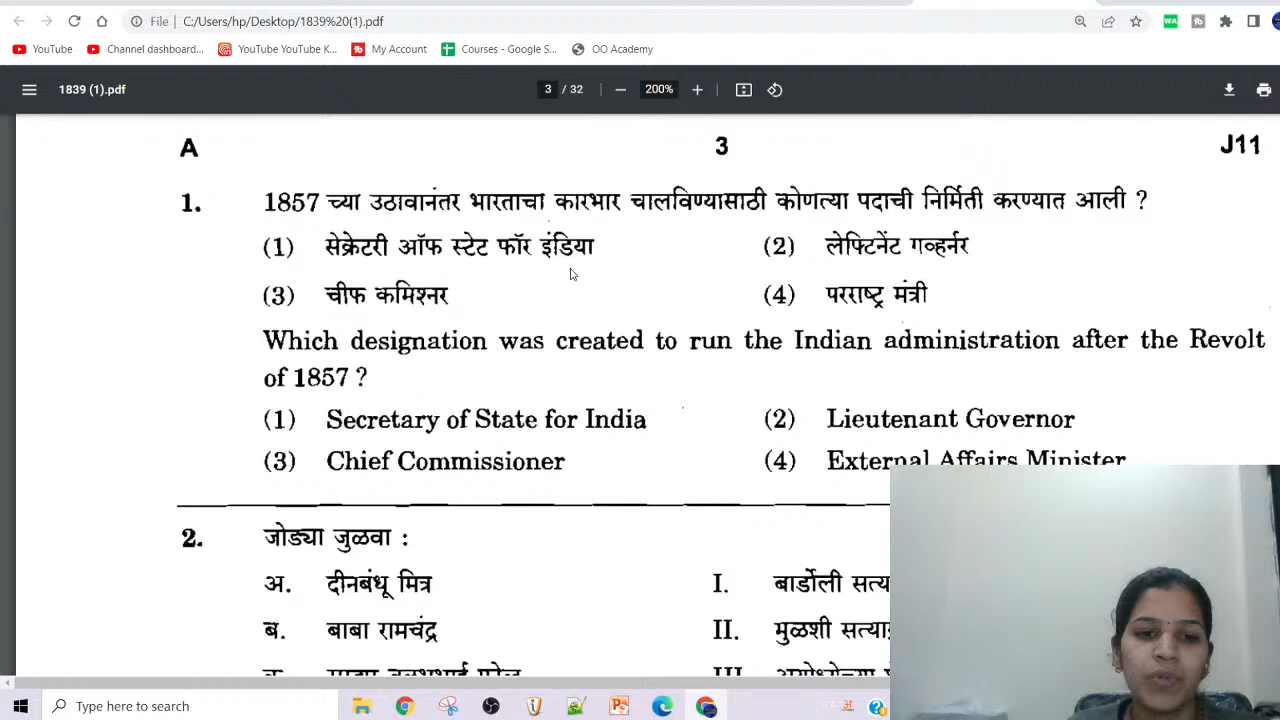 File C:/Users/hp/Desktop/1839%20(1).pdf
YouTube Channel dashboard... YouTube YouTube K... My Account Courses - Google S... OO Academy
1839 (1).pdf 3 / 32 200%
A 3 J11
1. 1857 च्या उठावानंतर भारताचा कारभार चालविण्यासाठी कोणत्या पदाची निर्मिती करण्यात आली ?
(1) सेक्रेटरी ऑफ स्टेट फॉर इंडिया (2) लेफ्टिनेंट गव्हर्नर
(3) चीफ कमिश्नर (4) परराष्ट्र मंत्री
Which designation was created to run the Indian administration after the Revolt
of 1857 ?
(1) Secretary of State for India (2) Lieutenant Governor
(3) Chief Commissioner (4) External Affairs Minister
2. जोड्या जुळवा :
अ. दीनबंधू मित्र I. बार्डोली
ब. बाबा रामचंद्र II. मुळशी
Type here to search